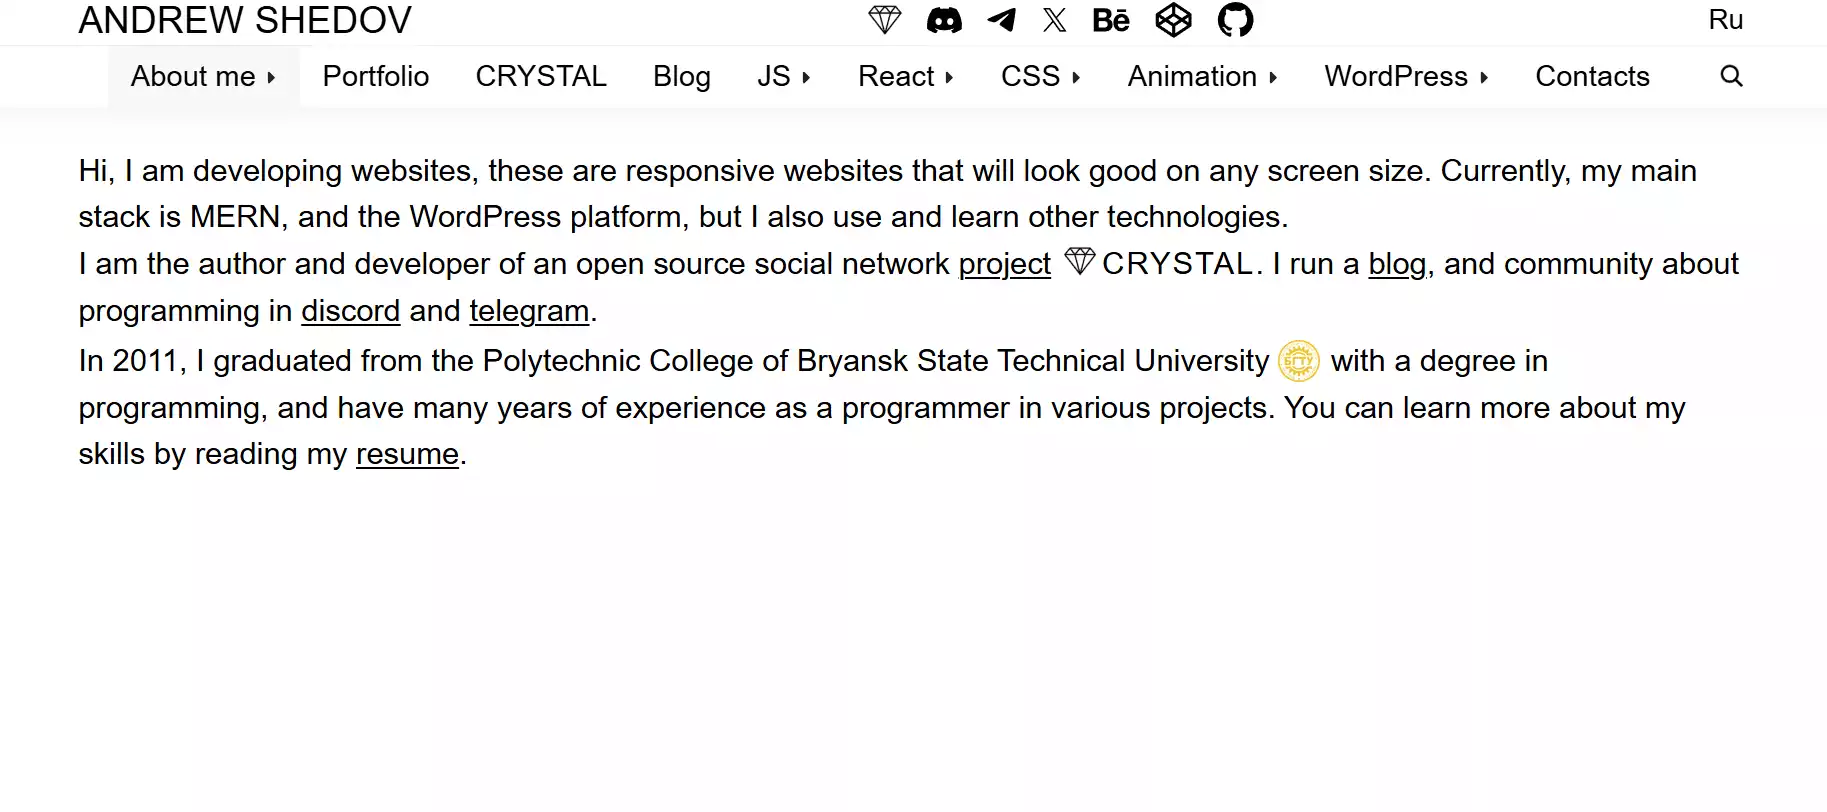 ANDREW SHEDOV
Bē
Ru
About me Portfolio CRYSTAL Blog JS React CSS Animation WordPress Contacts
Hi, I am developing websites, these are responsive websites that will look good on any screen size. Currently, my main
stack is MERN, and the WordPress platform, but I also use and learn other technologies.
I am the author and developer of an open source social network project CRYSTAL. I run a blog, and community about
programming in discord and telegram.
In 2011, I graduated from the Polytechnic College of Bryansk State Technical University БГТУ with a degree in
programming, and have many years of experience as a programmer in various projects. You can learn more about my
skills by reading my resume.